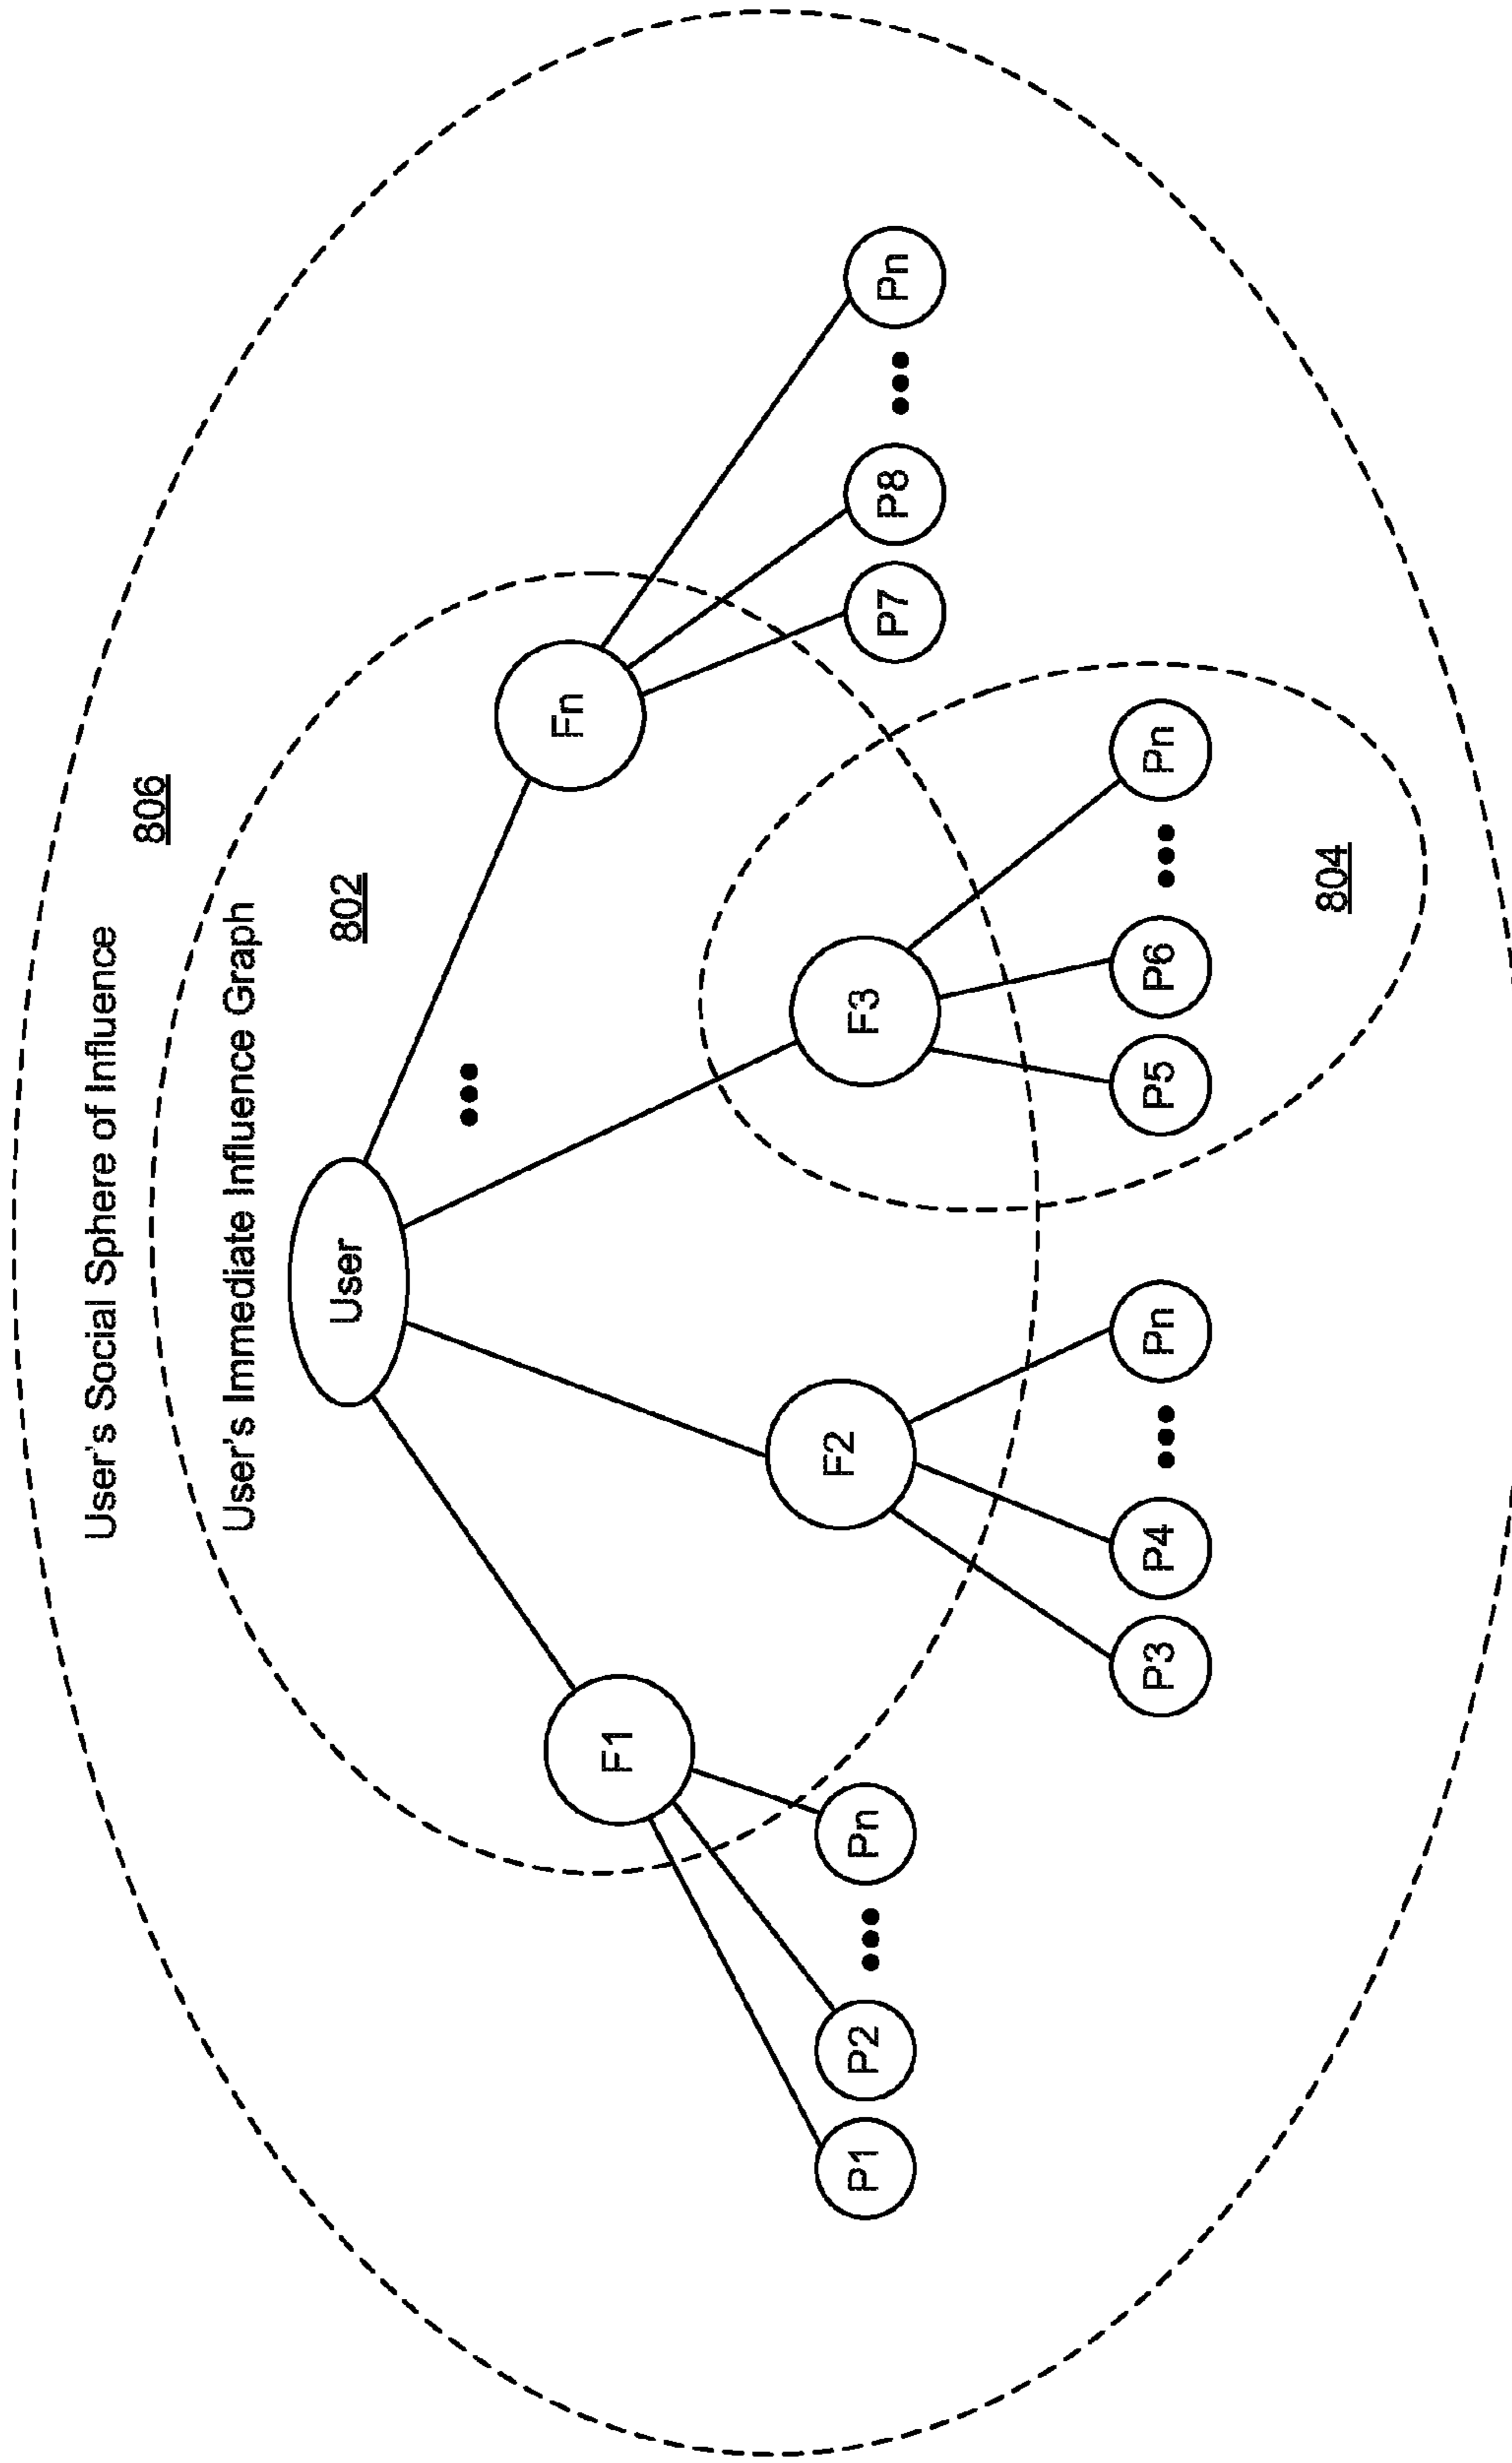 User's Social Sphere of Influence
806
User's Immediate Influence Graph
802
User
Fn
F1
F2
F3
P1
P2
Pn
P7
P8
Pn
P3
P4
Pn
P5
P6
Pn
804